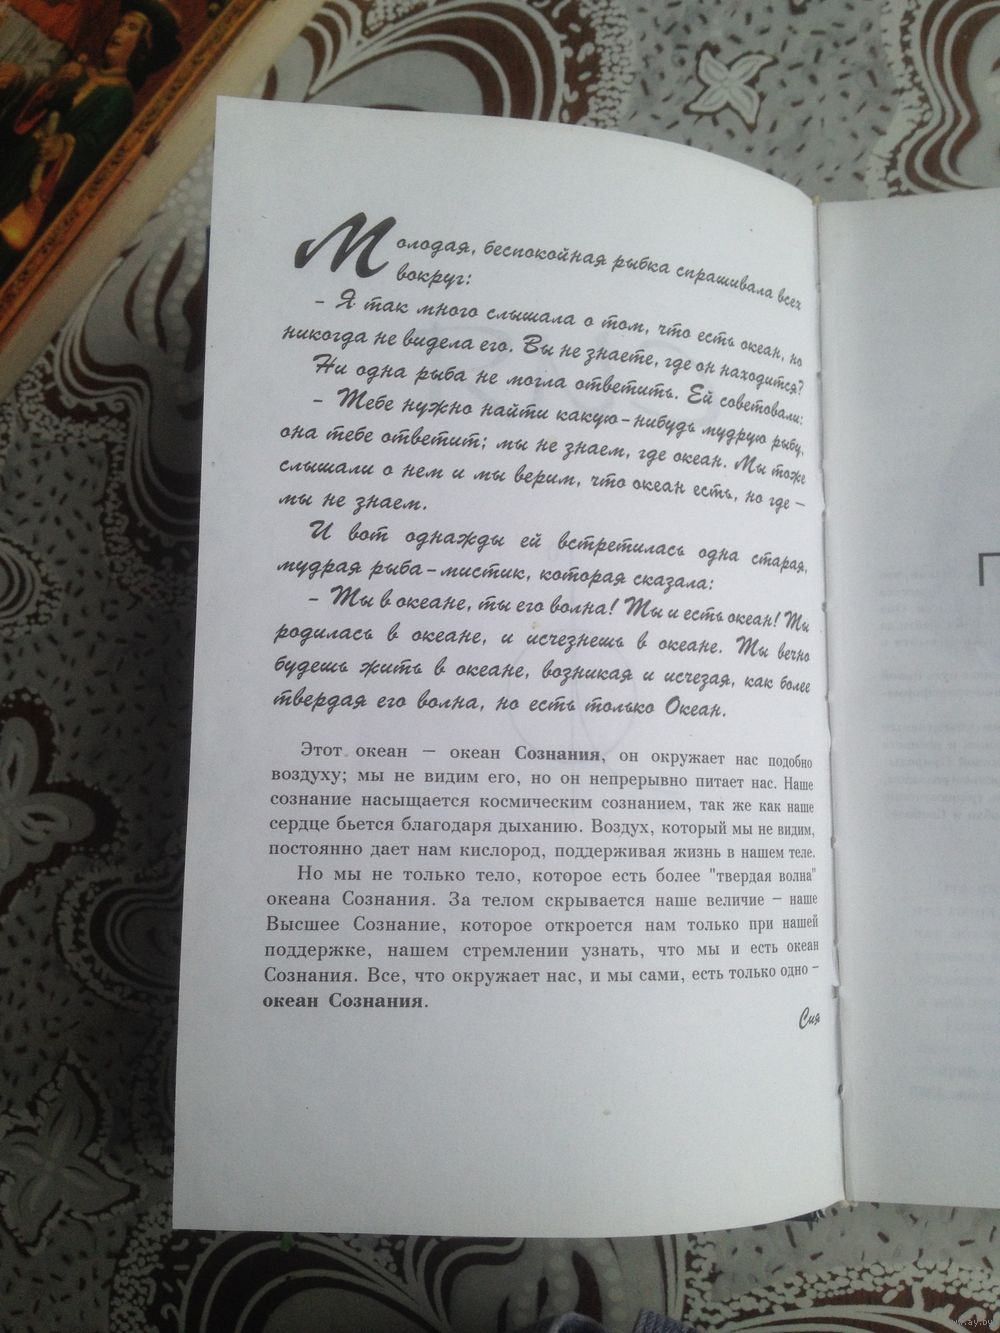 Молодая, беспокойная рыбка спрашивала всех
вокруг:
– Я так много слышала о том, что есть океан, но
никогда не видела его. Вы не знаете, где он находится?
Ни одна рыба не могла ответить. Ей советовали:
– Тебе нужно найти какую-нибудь мудрую рыбу,
она тебе ответит; мы не знаем, где океан. Мы тоже
слышали о нем и мы верим, что океан есть, но где –
мы не знаем.
И вот однажды ей встретилась одна старая,
мудрая рыба-мистик, которая сказала:
– Ты в океане, ты его волна! Ты и есть океан! Ты
родилась в океане, и исчезнешь в океане. Ты вечно
будешь жить в океане, возникая и исчезая, как более
твердая его волна, но есть только Океан.
Этот океан – океан Сознания, он окружает нас подобно
воздуху; мы не видим его, но он непрерывно питает нас. Наше
сознание насыщается космическим сознанием, так же как наше
сердце бьется благодаря дыханию. Воздух, который мы не видим,
постоянно дает нам кислород, поддерживая жизнь в нашем теле.
Но мы не только тело, которое есть более "твердая волна"
океана Сознания. За телом скрывается наше величие – наше
Высшее Сознание, которое откроется нам только при нашей
поддержке, нашем стремлении узнать, что мы и есть океан
Сознания. Все, что окружает нас, и мы сами, есть только одно –
океан Сознания.
Сия
П